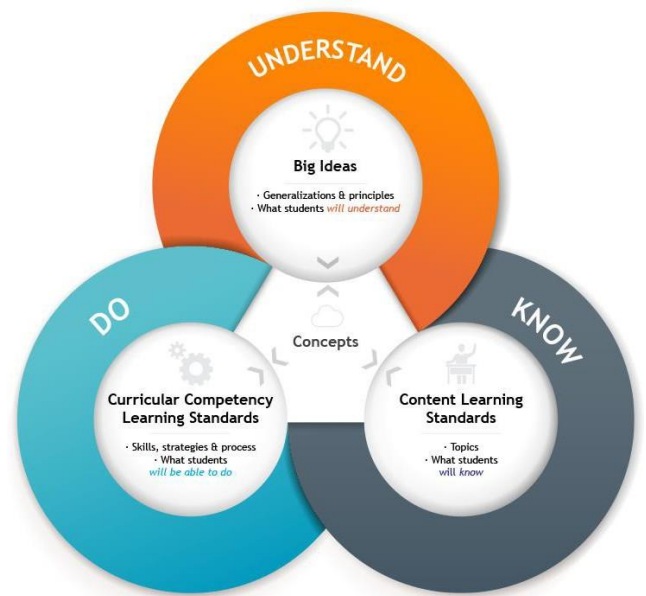 UNDERSTAND
Big Ideas
· Generalizations & principles
· What students will understand
DO
KNOW
Concepts
Curricular Competency
Learning Standards
· Skills, strategies & process
· What students
will be able to do
Content Learning
Standards
· Topics
· What students
will know